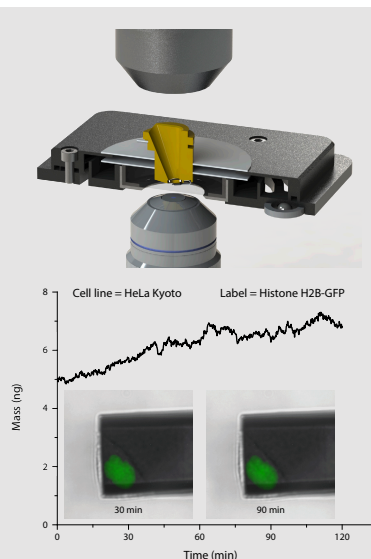 Cell line = HeLa Kyoto Label = Histone H2B-GFP
8
6
4
2
0
Mass (ng)
30 min 90 min
0 30 60 90 120
Time (min)